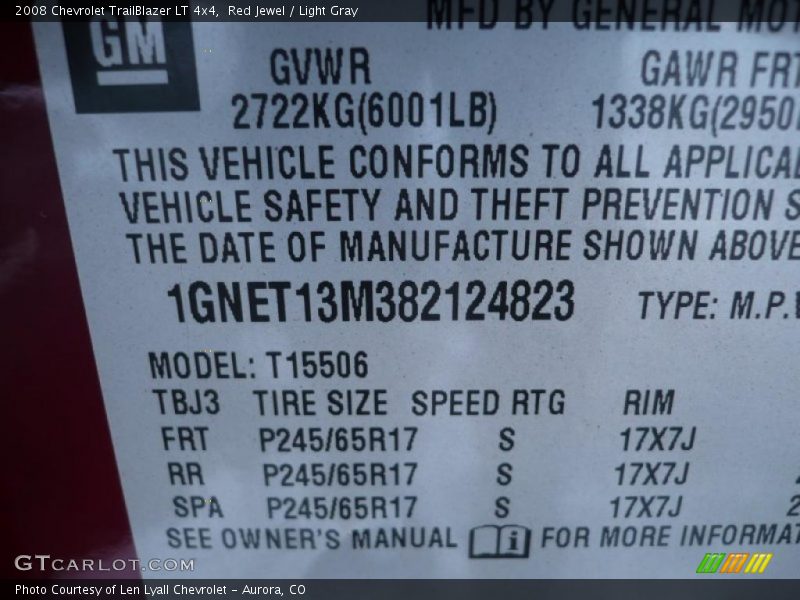 2008 Chevrolet TrailBlazer LT 4x4, Red Jewel / Light Gray
MFD BY GENERAL
GM
GVWR GAWR FRT
2722KG(6001LB) 1338KG(2950
THIS VEHICLE CONFORMS TO ALL
VEHICLE SAFETY AND THEFT PREVENTION
THE DATE OF MANUFACTURE SHOWN ABOVE
1GNET13M382124823 TYPE: M.P.
MODEL: T15506
TBJ3 TIRE SIZE SPEED RTG RIM
FRT P245/65R17 S 17X7J
RR P245/65R17 S 17X7J
SPA P245/65R17 S 17X7J
SEE OWNER'S MANUAL i FOR MORE
GTCARLOT.COM
Photo Courtesy of Len Lyall Chevrolet - Aurora, CO